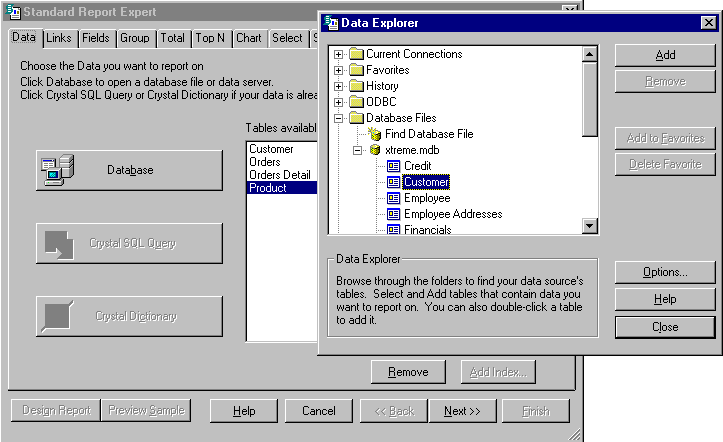 Standard Report Expert
Data Links Fields Group Total Top N Chart Select
Choose the Data you want to report on
Click Database to open a database file or data server.
Click Crystal SQL Query or Crystal Dictionary if your data is
Tables
Database
Customer
Orders
Orders Detail
Product
Crystal SQL Query
Crystal Dictionary
Remove
Add Index...
Design Report
Preview Sample
Help
Cancel
<< Back
Next >>
Finish
Data Explorer
Current Connections
Favorites
History
ODBC
Database Files
Find Database File
xtreme.mdb
Credit
Customer
Employee
Employee Addresses
Financials
Add
Remove
Add to Favorites
Delete Favorite
Data Explorer
Browse through the folders to find your data source's
tables. Select and Add tables that contain data you
want to report on. You can also double-click a table
to add it.
Options...
Help
Close